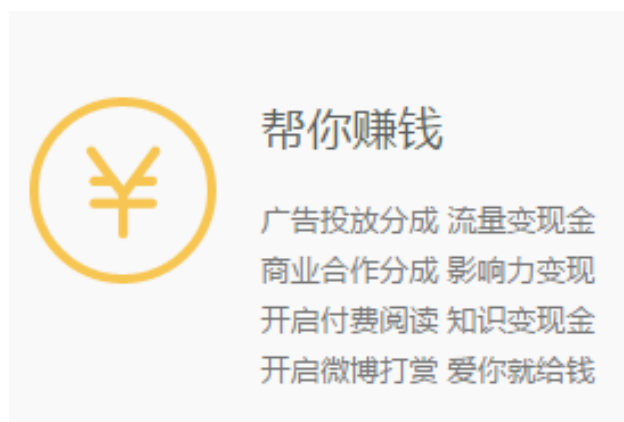 帮你赚钱
广告投放分成 流量变现金
商业合作分成 影响力变现
开启付费阅读 知识变现金
开启微博打赏 爱你就给钱